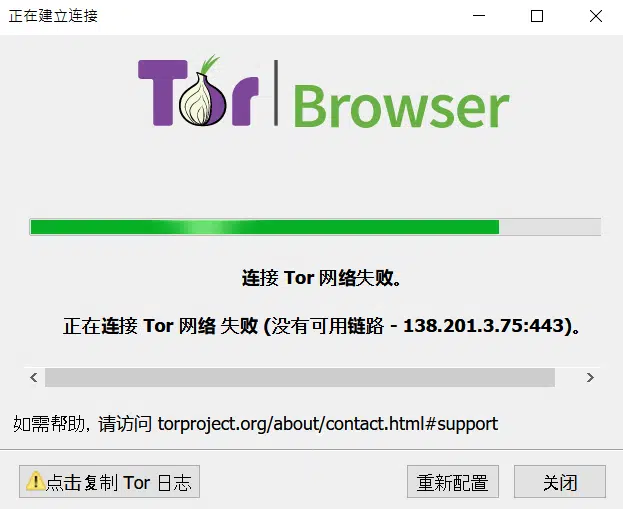 正在建立连接
Tor Browser
连接 Tor 网络失败。
正在连接 Tor 网络 失败 (没有可用链路 - 138.201.3.75:443)。
如需帮助, 请访问 torproject.org/about/contact.html#support
点击复制 Tor 日志 重新配置 关闭